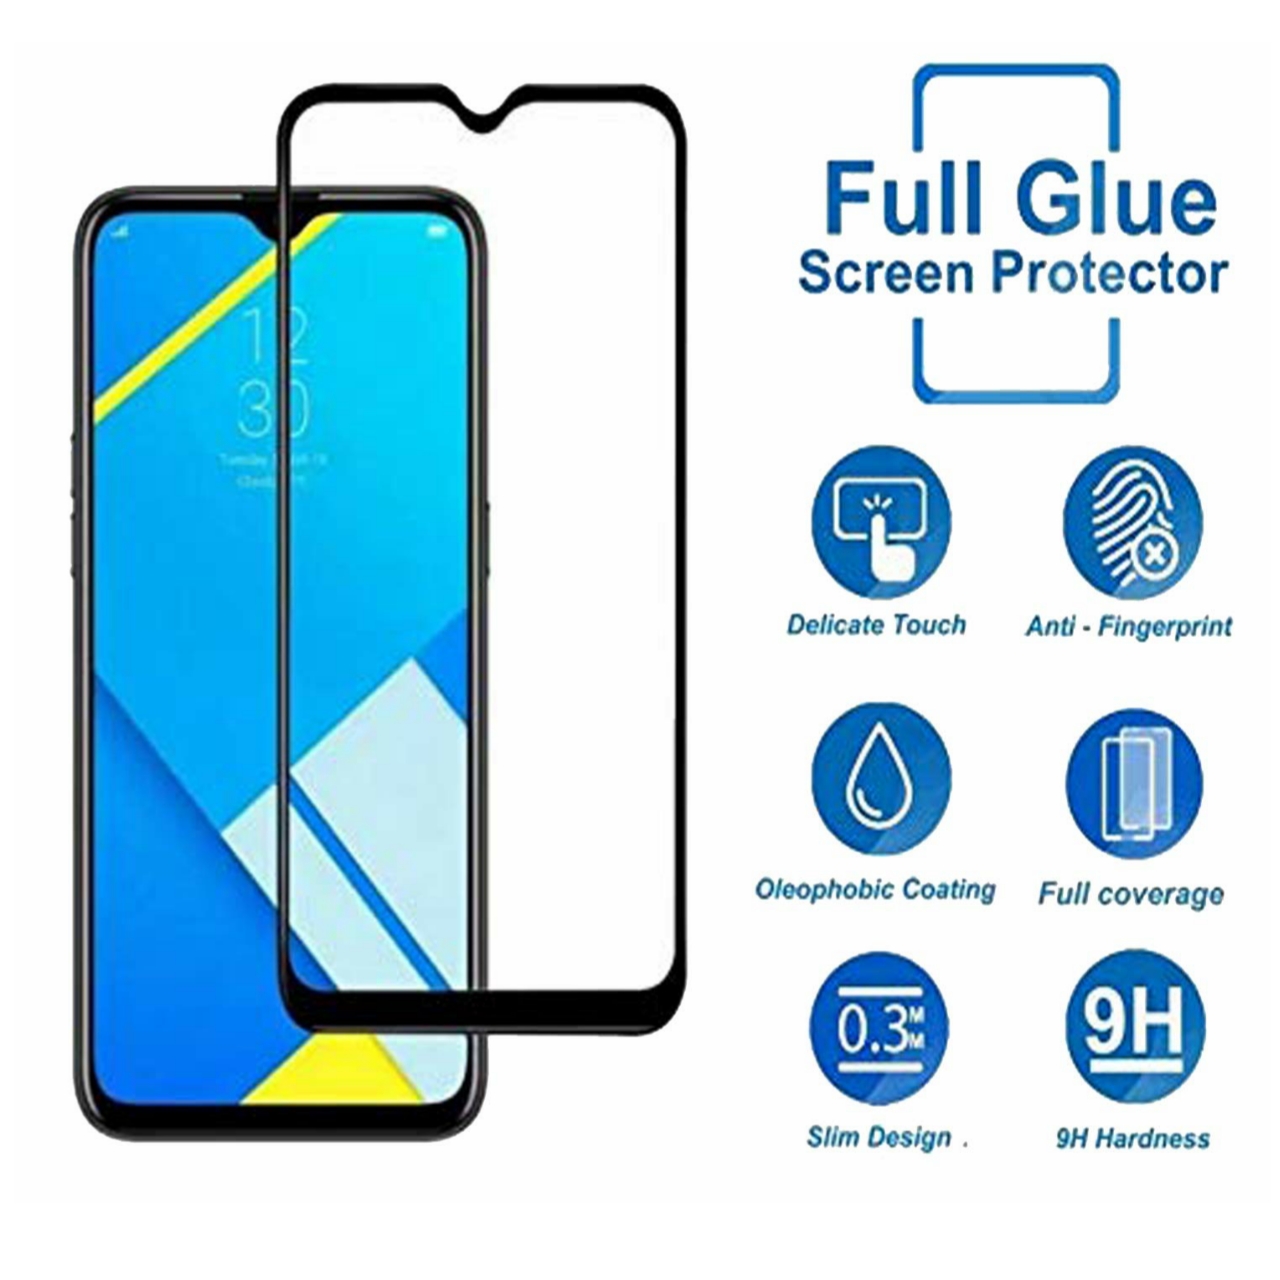 12
30
Full Glue
Screen Protector
Delicate Touch
Anti - Fingerprint
Oleophobic Coating
Full coverage
0.3MM
Slim Design .
9H
9H Hardness